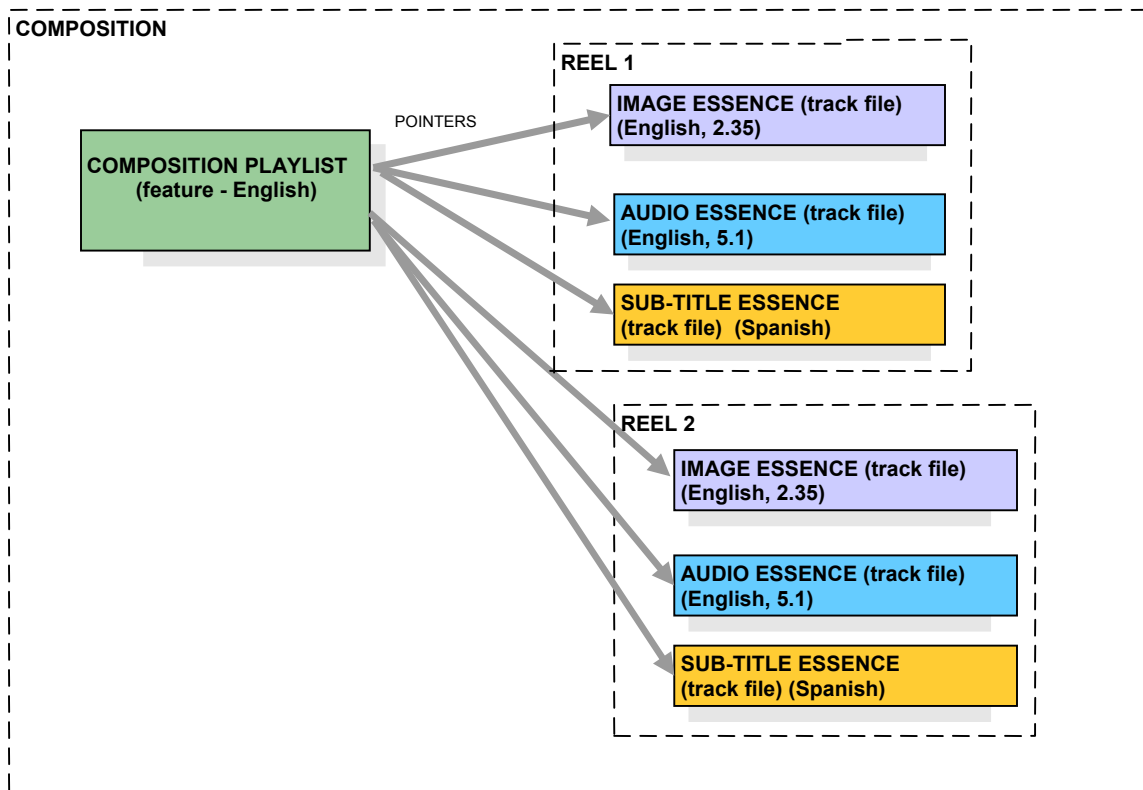 COMPOSITION
REEL 1
IMAGE ESSENCE (track file)
(English, 2.35)
POINTERS
COMPOSITION PLAYLIST
(feature - English)
AUDIO ESSENCE (track file)
(English, 5.1)
SUB-TITLE ESSENCE
(track file) (Spanish)
REEL 2
IMAGE ESSENCE (track file)
(English, 2.35)
AUDIO ESSENCE (track file)
(English, 5.1)
SUB-TITLE ESSENCE
(track file) (Spanish)